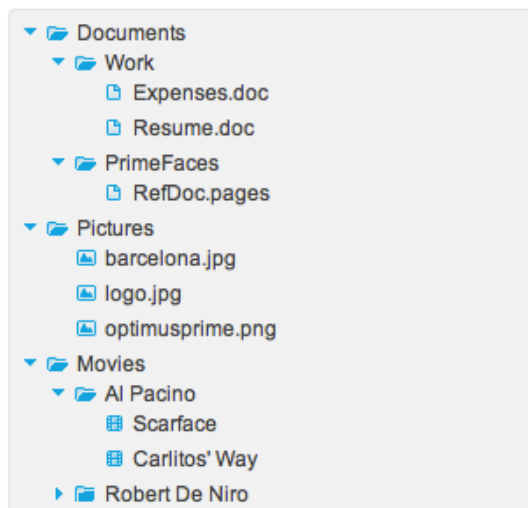 Documents
Work
Expenses.doc
Resume.doc
PrimeFaces
RefDoc.pages
Pictures
barcelona.jpg
logo.jpg
optimusprime.png
Movies
Al Pacino
Scarface
Carlitos' Way
Robert De Niro